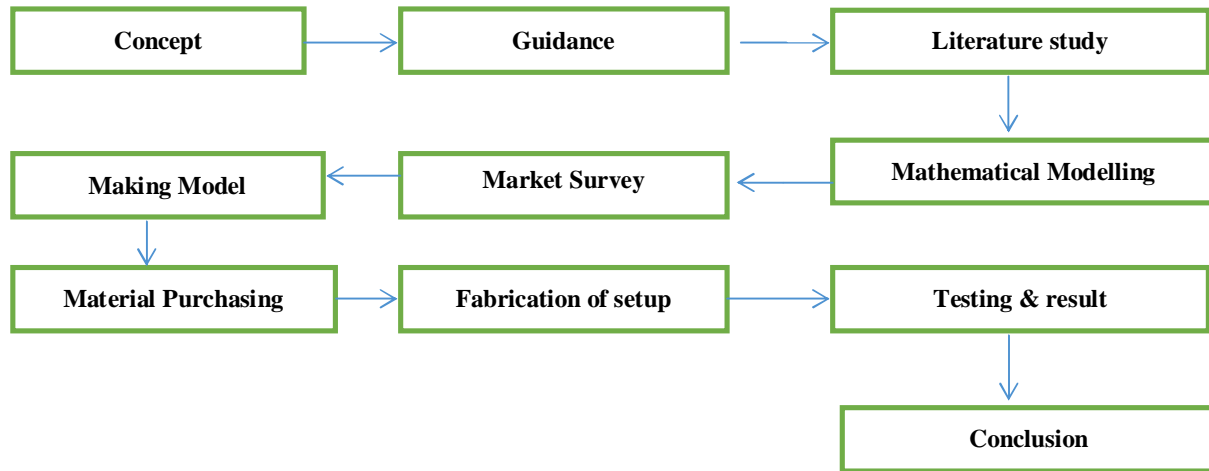 Concept
Guidance
Literature study
Mathematical Modelling
Market Survey
Making Model
Material Purchasing
Fabrication of setup
Testing & result
Conclusion